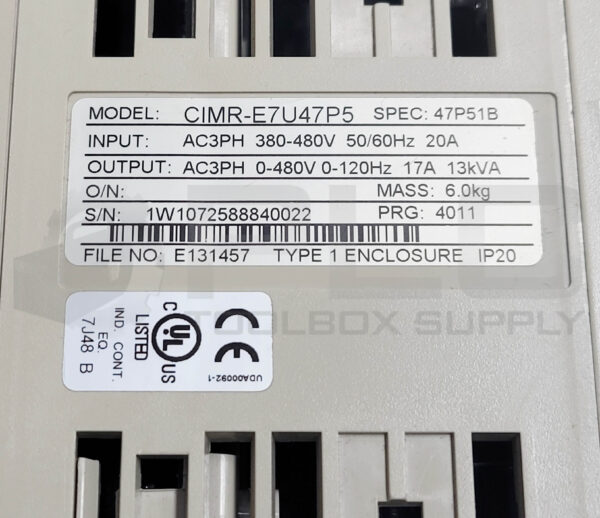 MODEL: CIMR-E7U47P5 SPEC: 47P51B
INPUT: AC3PH 380-480V 50/60Hz 20A
OUTPUT: AC3PH 0-480V 0-120Hz 17A 13kVA
O/N: MASS: 6.0kg
S/N: 1W1072588840022 PRG: 4011
FILE NO: E131457 TYPE 1 ENCLOSURE IP20
PLC
TOOLBOX SUPPLY
C UL US
LISTED
IND. CONT.
EQ.
7J48 B
CE
UDA00092-1